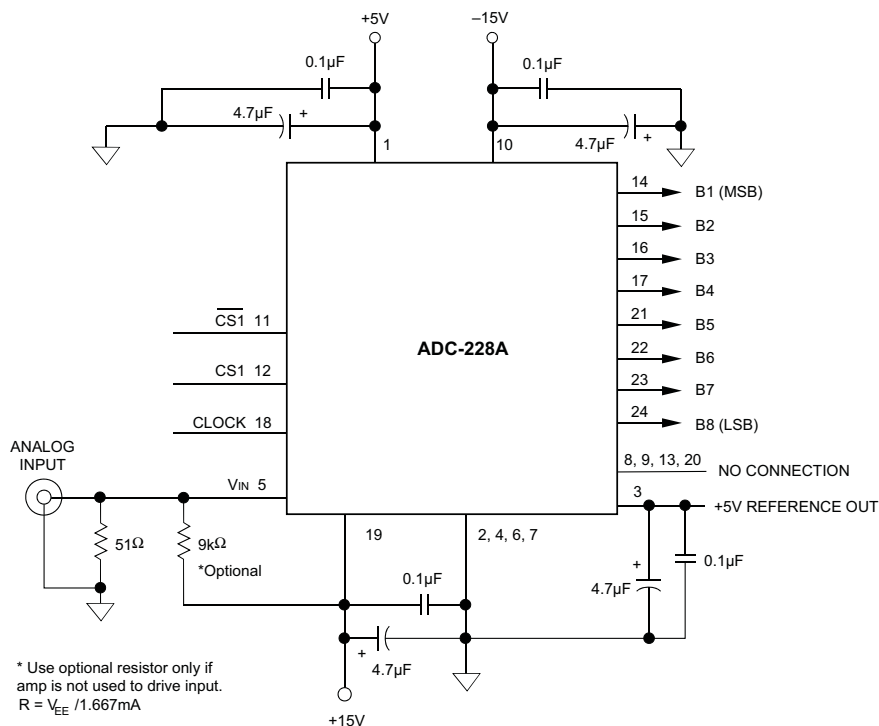 +5V
–15V
0.1µF
0.1µF
4.7µF +
4.7µF +
1
10
14 B1 (MSB)
15 B2
16 B3
17 B4
21 B5
22 B6
23 B7
24 B8 (LSB)
CS1 11
CS1 12
CLOCK 18
ADC-228A
ANALOG
INPUT
VIN 5
8, 9, 13, 20 NO CONNECTION
3 +5V REFERENCE OUT
19
2, 4, 6, 7
51Ω
9kΩ
*Optional
0.1µF
+ 4.7µF
+
4.7µF
0.1µF
+15V
* Use optional resistor only if
amp is not used to drive input.
R = VEE /1.667mA